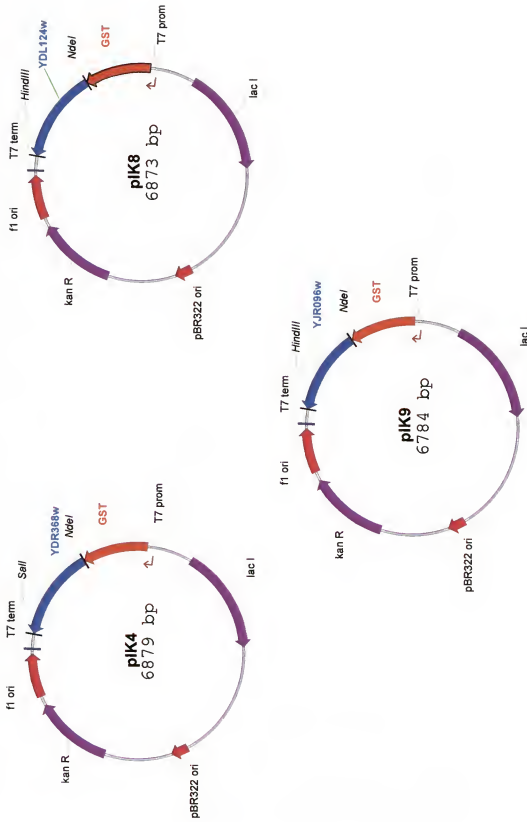 pIK4
6879 bp
f1 ori
T7 term
SalI
YDR368w
NdeI
GST
T7 prom
lac I
pBR322 ori
kan R
pIK8
6873 bp
f1 ori
T7 term
HindIII
YDL124w
NdeI
GST
T7 prom
lac I
pBR322 ori
kan R
pIK9
6784 bp
f1 ori
T7 term
HindIII
YJR096w
NdeI
GST
T7 prom
lac I
pBR322 ori
kan R